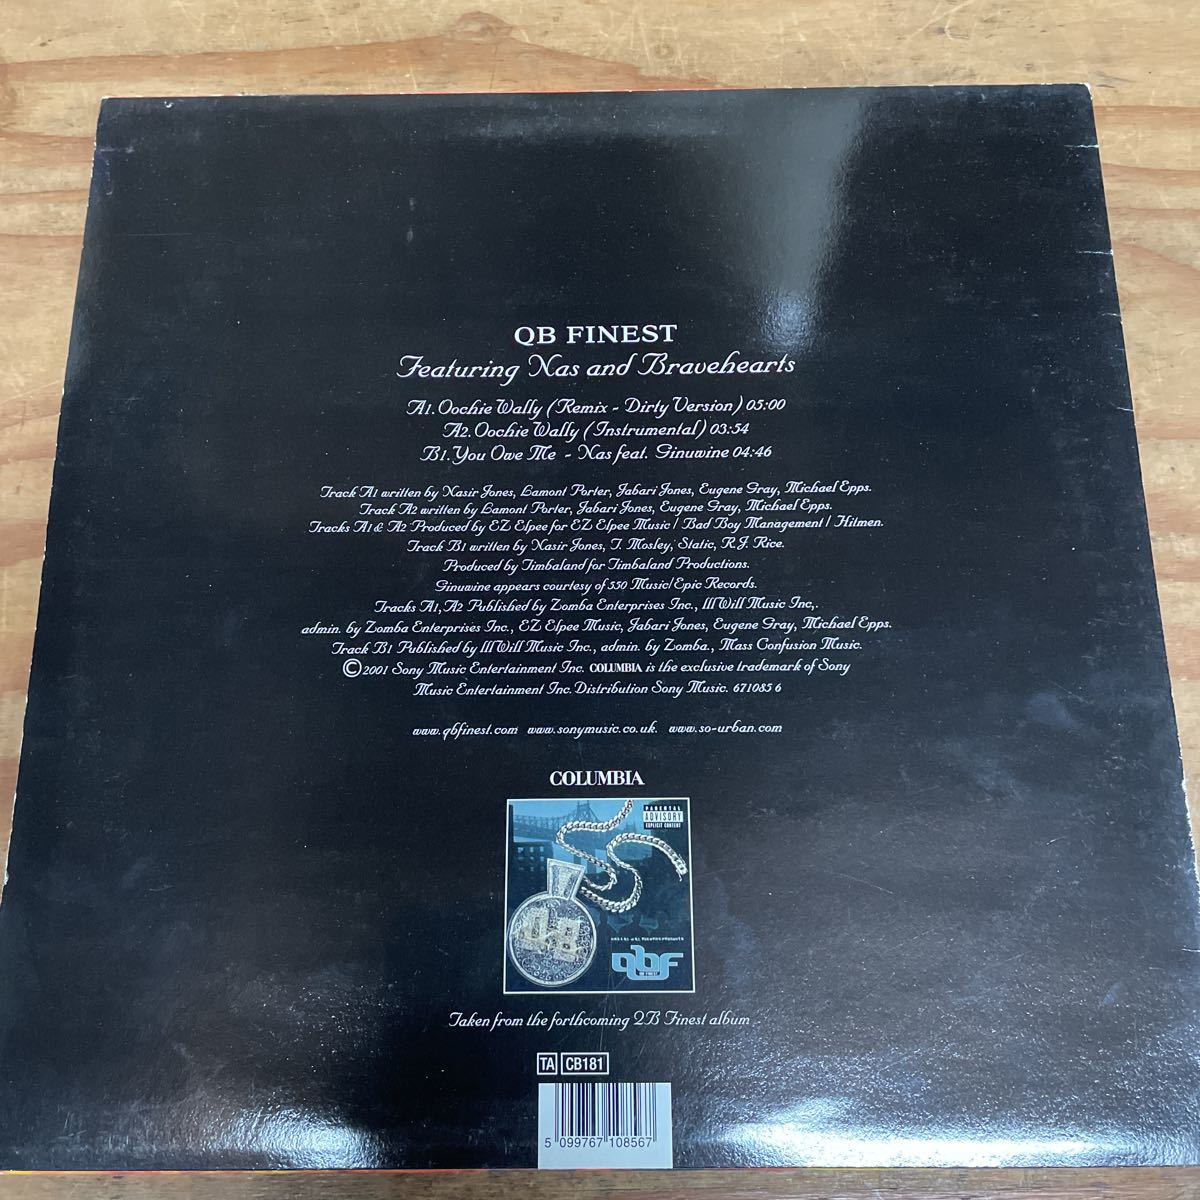 QB FINEST
Featuring Nas and Bravehearts
A1. Oochie Wally (Remix - Dirty Version) 05:00
A2. Oochie Wally (Instrumental) 03:54
B1. You Owe Me - Nas feat. Ginuwine 04:46
Track A1 written by Nasir Jones, Lamont Porter, Jabari Jones, Eugene Gray, Michael Epps.
Track A2 written by Lamont Porter, Jabari Jones, Eugene Gray, Michael Epps.
Tracks A1 & A2 Produced by EZ Elpee for EZ Elpee Music / Bad Boy Management / Hitmen.
Track B1 written by Nasir Jones, T. Mosley, Static, R.J. Rice.
Produced by Timbaland for Timbaland Productions.
Ginuwine appears courtesy of 550 Music/Epic Records.
Tracks A1, A2 Published by Zomba Enterprises Inc., Ill Will Music Inc,.
admin. by Zomba Enterprises Inc., EZ Elpee Music, Jabari Jones, Eugene Gray, Michael Epps.
Track B1 Published by Ill Will Music Inc., admin. by Zomba., Mass Confusion Music.
©2001 Sony Music Entertainment Inc. COLUMBIA is the exclusive trademark of Sony
Music Entertainment Inc. Distribution Sony Music. 671085 6
www.qbfinest.com www.sonymusic.co.uk. www.so-urban.com
COLUMBIA
PARENTAL
ADVISORY
EXPLICIT CONTENT
qbf
QB FINEST
Taken from the forthcoming QB Finest album
TA CB181
5 099767 108567